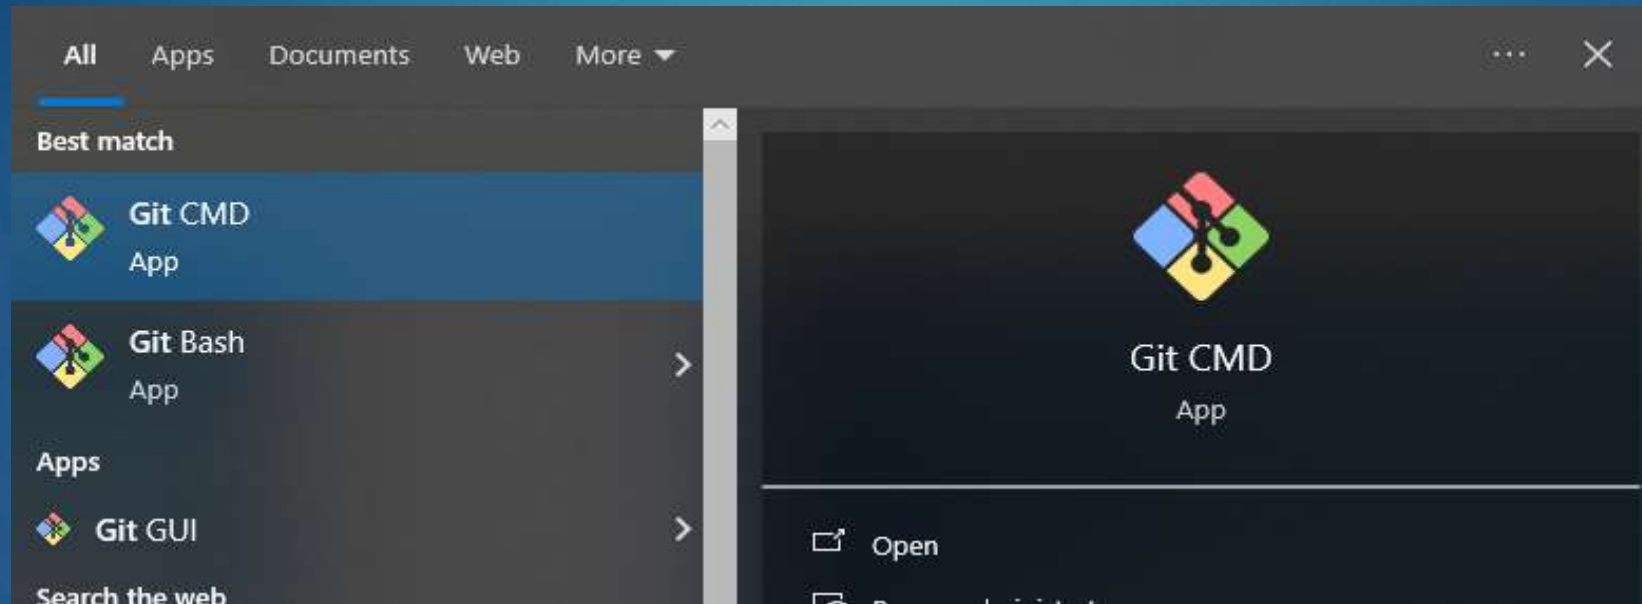 All Apps Documents Web More ...
Best match
Git CMD
App
Git Bash
App
Apps
Git GUI
Search the web
Git CMD
App
Open